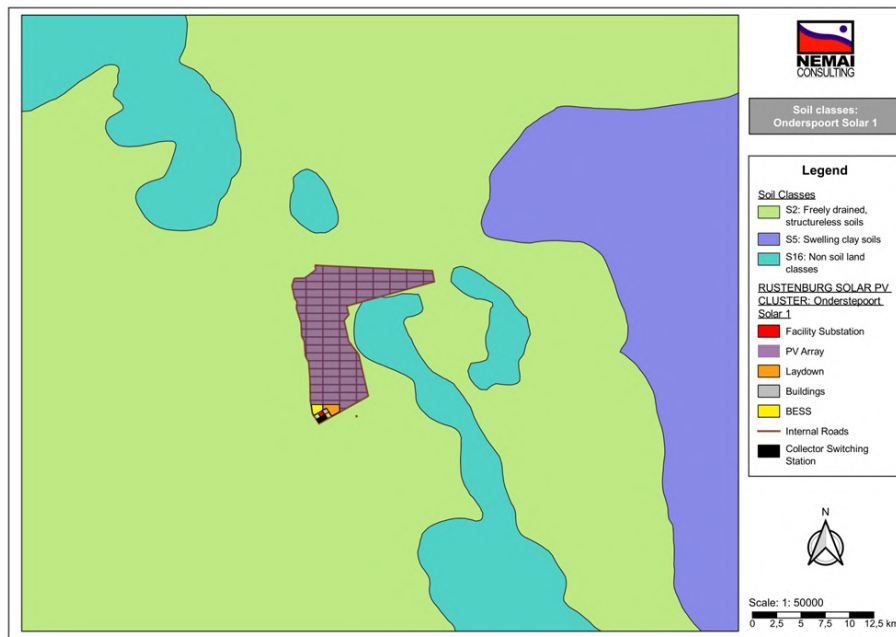 NEMAI
CONSULTING
Soil classes:
Onderspoort Solar 1
Legend
Soil Classes
S2: Freely drained,
structureless soils
S5: Swelling clay soils
S16: Non soil land
classes
RUSTENBURG SOLAR PV
CLUSTER: Onderstepoort
Solar 1
Facility Substation
PV Array
Laydown
Buildings
BESS
Internal Roads
Collector Switching
Station
N
Scale: 1: 50000
0 2,5 5 7,5 10 12,5 km